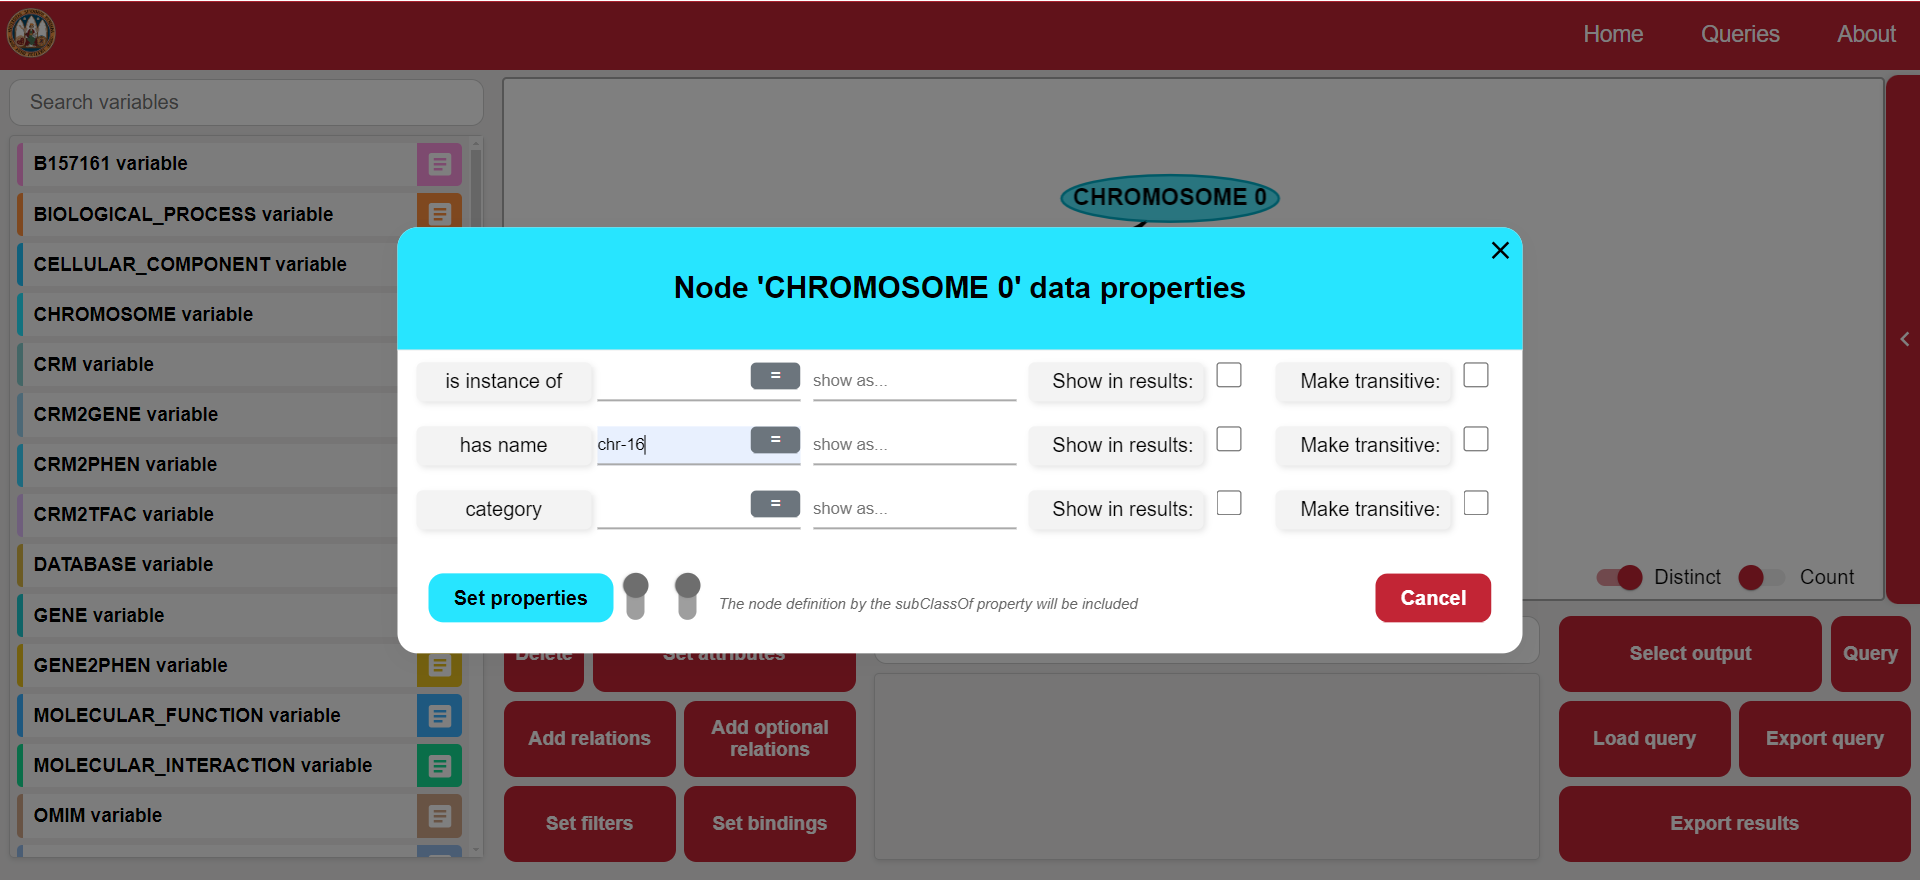 Home Queries About
Search variables
B157161 variable
BIOLOGICAL_PROCESS variable
CELLULAR_COMPONENT variable
CHROMOSOME variable
CRM variable
CRM2GENE variable
CRM2PHEN variable
CRM2TFAC variable
DATABASE variable
GENE variable
GENE2PHEN variable
MOLECULAR_FUNCTION variable
MOLECULAR_INTERACTION variable
OMIM variable
CHROMOSOME 0
Node 'CHROMOSOME 0' data properties
is instance of = show as... Show in results: Make transitive:
has name chr-16 = show as... Show in results: Make transitive:
category = show as... Show in results: Make transitive:
Set properties The node definition by the subClassOf property will be included Cancel
Distinct Count
Delete Set attributes
Add relations Add optional relations
Set filters Set bindings
Select output Query
Load query Export query
Export results